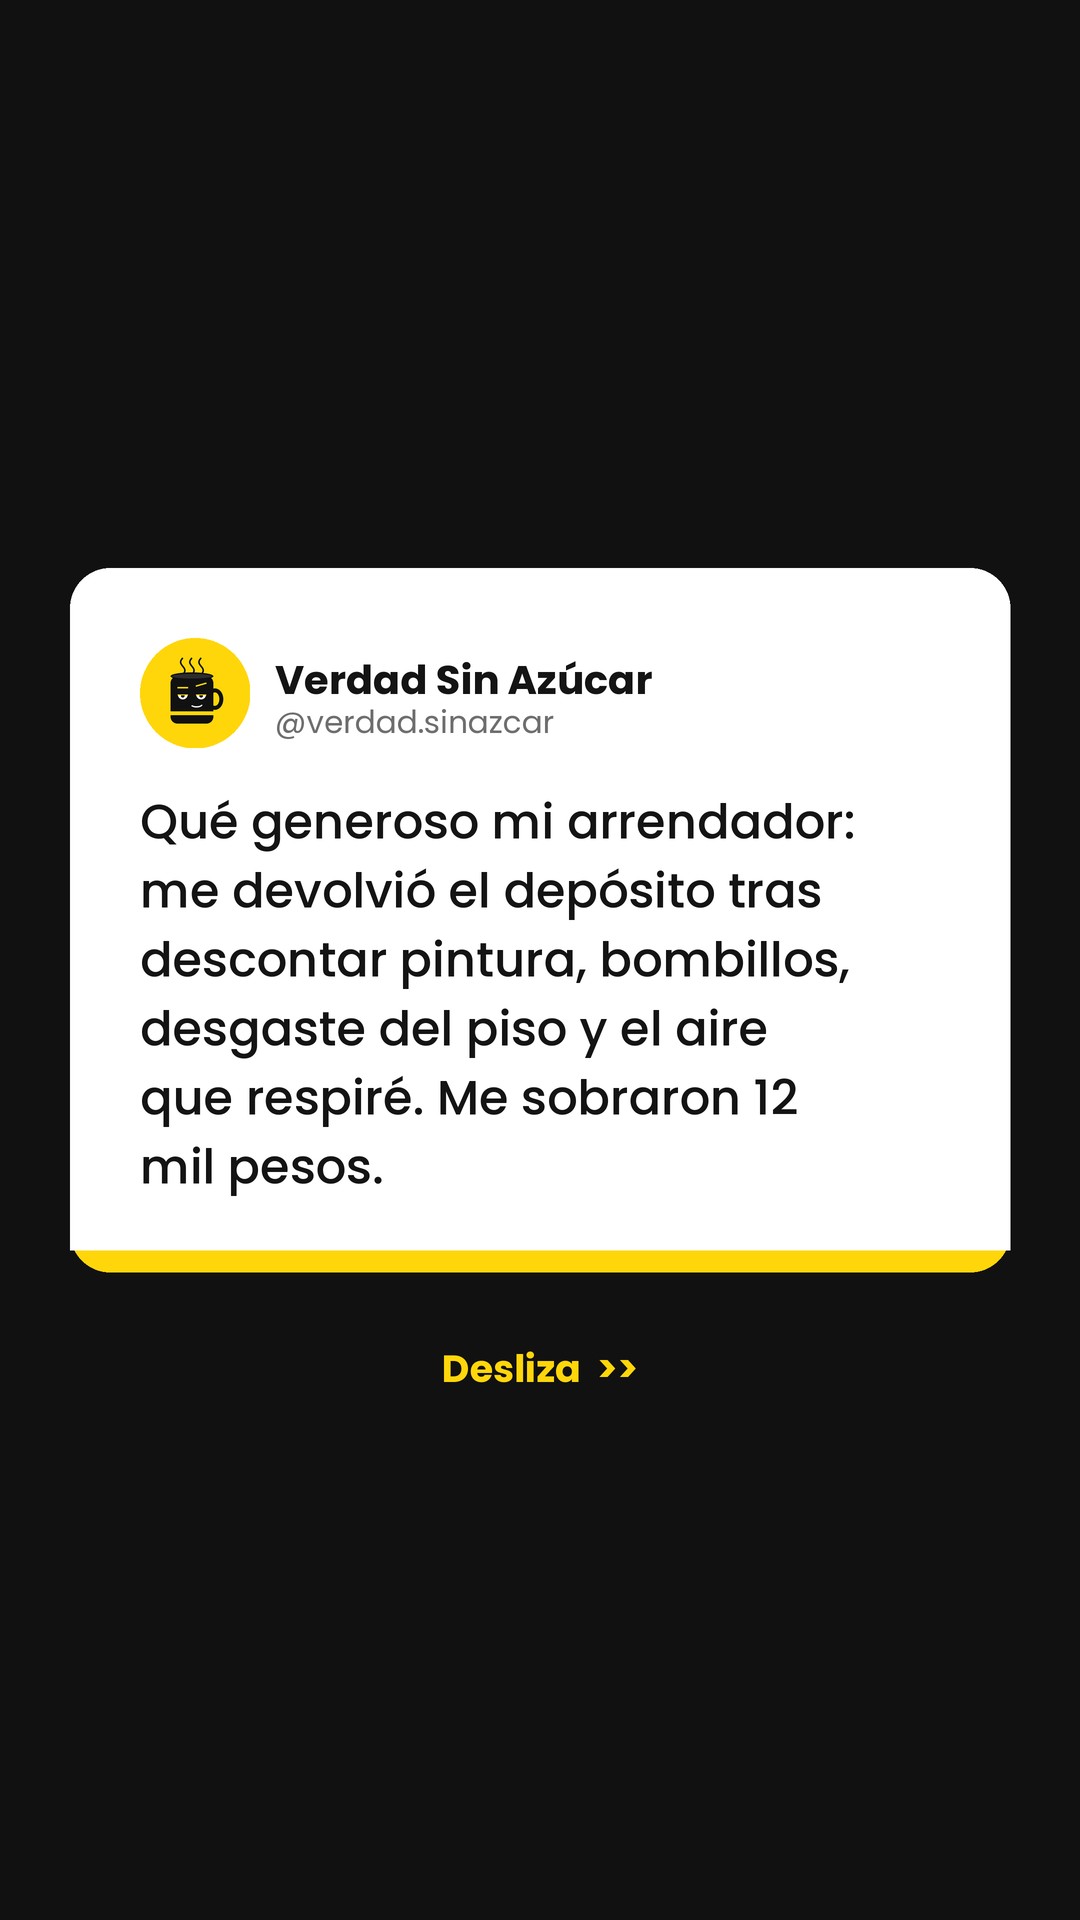 Verdad Sin Azúcar
@verdad.sinazcar
Qué generoso mi arrendador:
me devolvió el depósito tras
descontar pintura, bombillos,
desgaste del piso y el aire
que respiré. Me sobraron 12
mil pesos.
Desliza >>